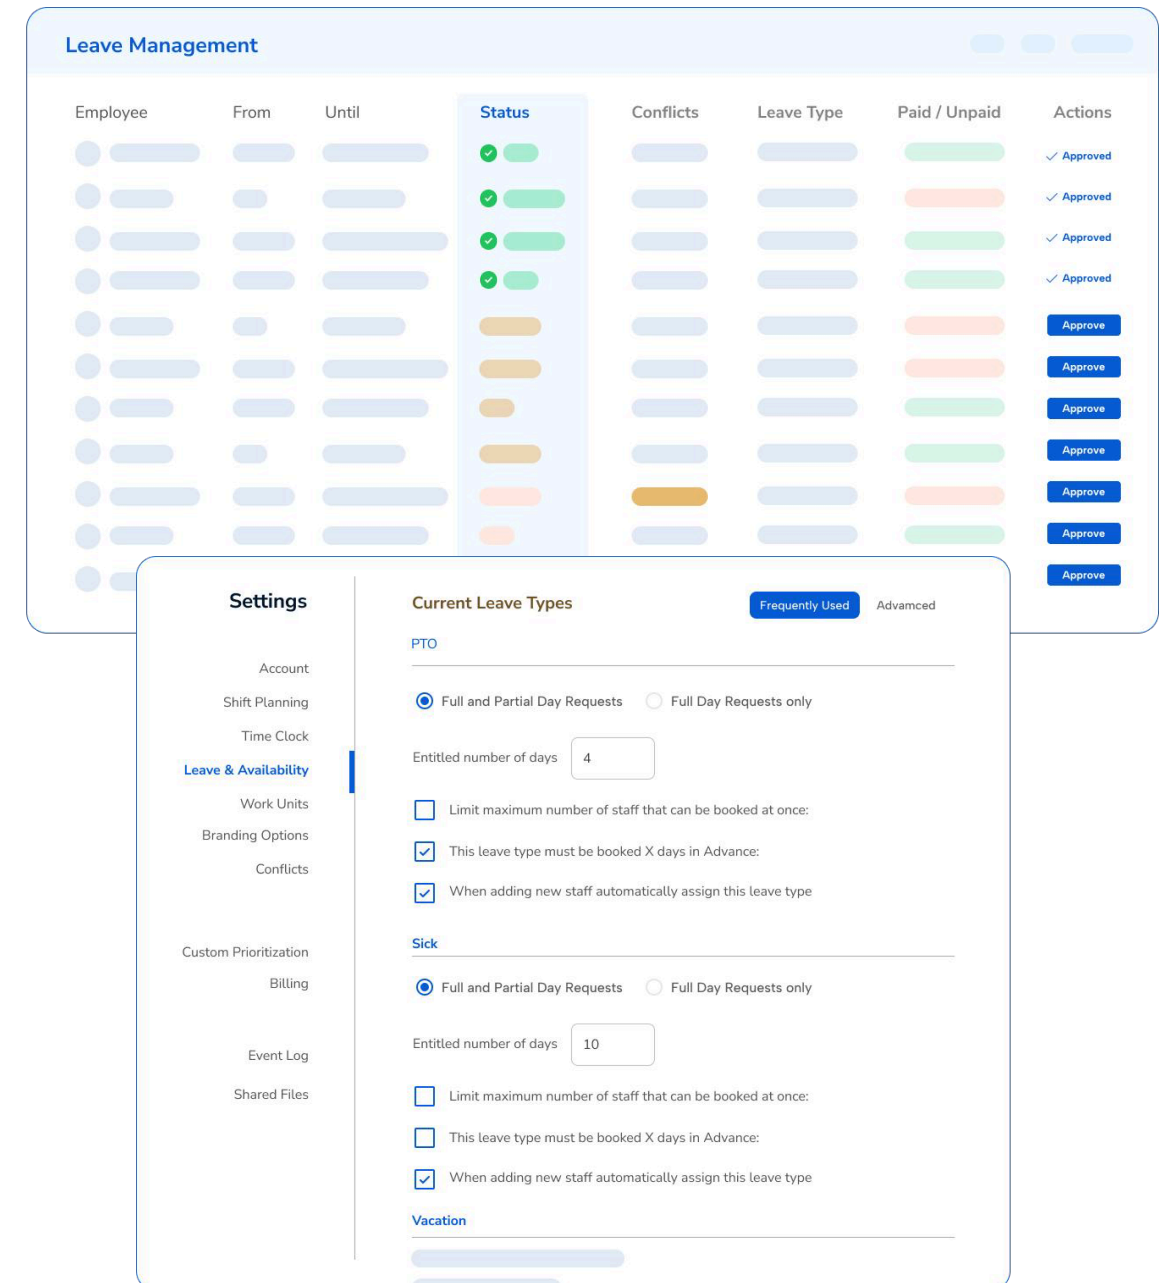 Leave Management
Employee From Until Status Conflicts Leave Type Paid / Unpaid Actions
Approved
Approved
Approved
Approved
Approve
Approve
Approve
Approve
Approve
Approve
Approve
Settings
Account
Shift Planning
Time Clock
Leave & Availability
Work Units
Branding Options
Conflicts
Custom Prioritization
Billing
Event Log
Shared Files
Current Leave Types
Frequently Used Advamced
PTO
Full and Partial Day Requests Full Day Requests only
Entitled number of days 4
Limit maximum number of staff that can be booked at once:
This leave type must be booked X days in Advance:
When adding new staff automatically assign this leave type
Sick
Full and Partial Day Requests Full Day Requests only
Entitled number of days 10
Limit maximum number of staff that can be booked at once:
This leave type must be booked X days in Advance:
When adding new staff automatically assign this leave type
Vacation